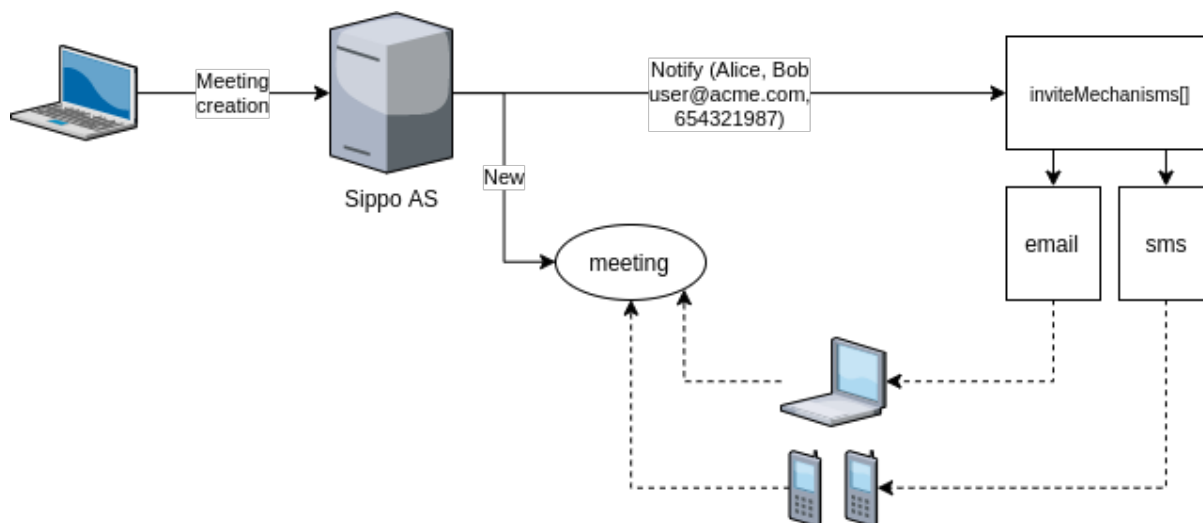 Meeting
creation
Sippo AS
Notify (Alice, Bob
user@acme.com,
654321987)
inviteMechanisms[]
New
email
sms
meeting